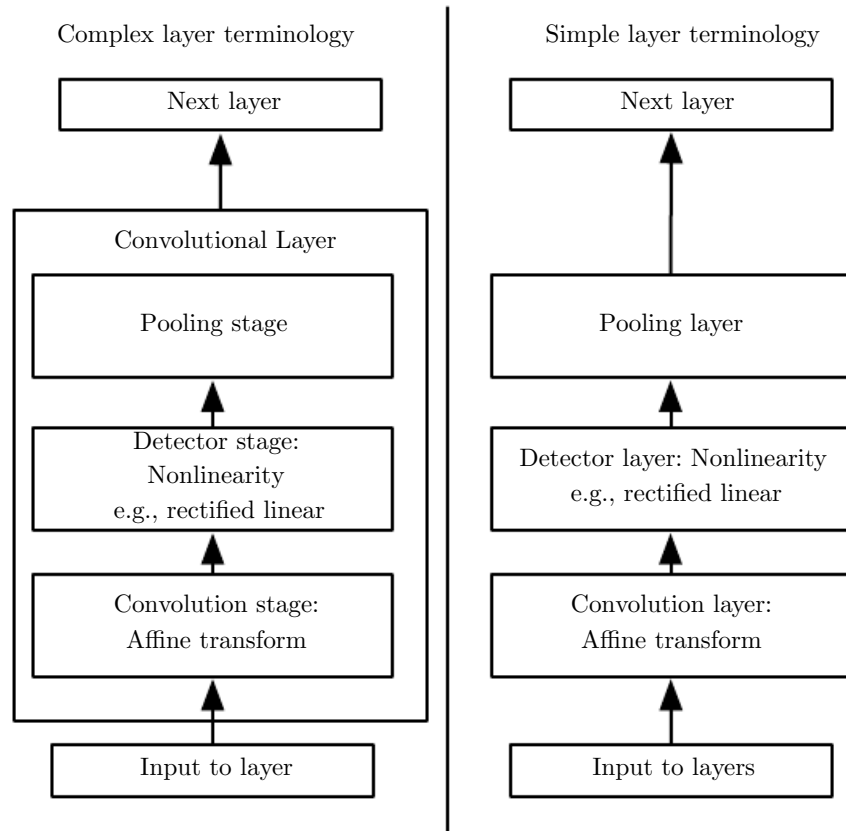 Complex layer terminology
Next layer
Convolutional Layer
Pooling stage
Detector stage:
Nonlinearity
e.g., rectified linear
Convolution stage:
Affine transform
Input to layer
Simple layer terminology
Next layer
Pooling layer
Detector layer: Nonlinearity
e.g., rectified linear
Convolution layer:
Affine transform
Input to layers